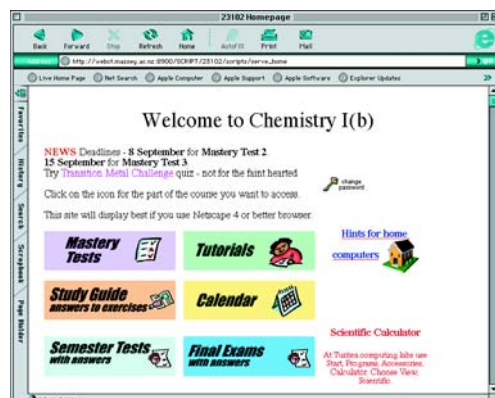 23102 Homepage
Back Forward Stop Refresh Home AutoFill Print Mail
Address http://webct.massey.ac.nz:8900/SCRIPT/23102/scripts/serve_home
Live Home Page Net Search Apple Computer Apple Support Apple Software Explorer Updates
Favorites
History
Search
Scrapbook
Page Holder
Welcome to Chemistry I(b)
NEWS Deadlines - 8 September for Mastery Test 2
15 September for Mastery Test 3
Try Transition Metal Challenge quiz - not for the faint hearted
change
password
Click on the icon for the part of the course you want to access.
This site will display best if you use Netscape 4 or better browser.
Mastery
Tests
Tutorials
Hints for home
computers
Study Guide
answers to exercises
Calendar
Semester Tests
with answers
Final Exams
with answers
Scientific Calculator
At Turitea computing labs use
Start, Programs, Accessories,
Calculator. Choose View,
Scientific